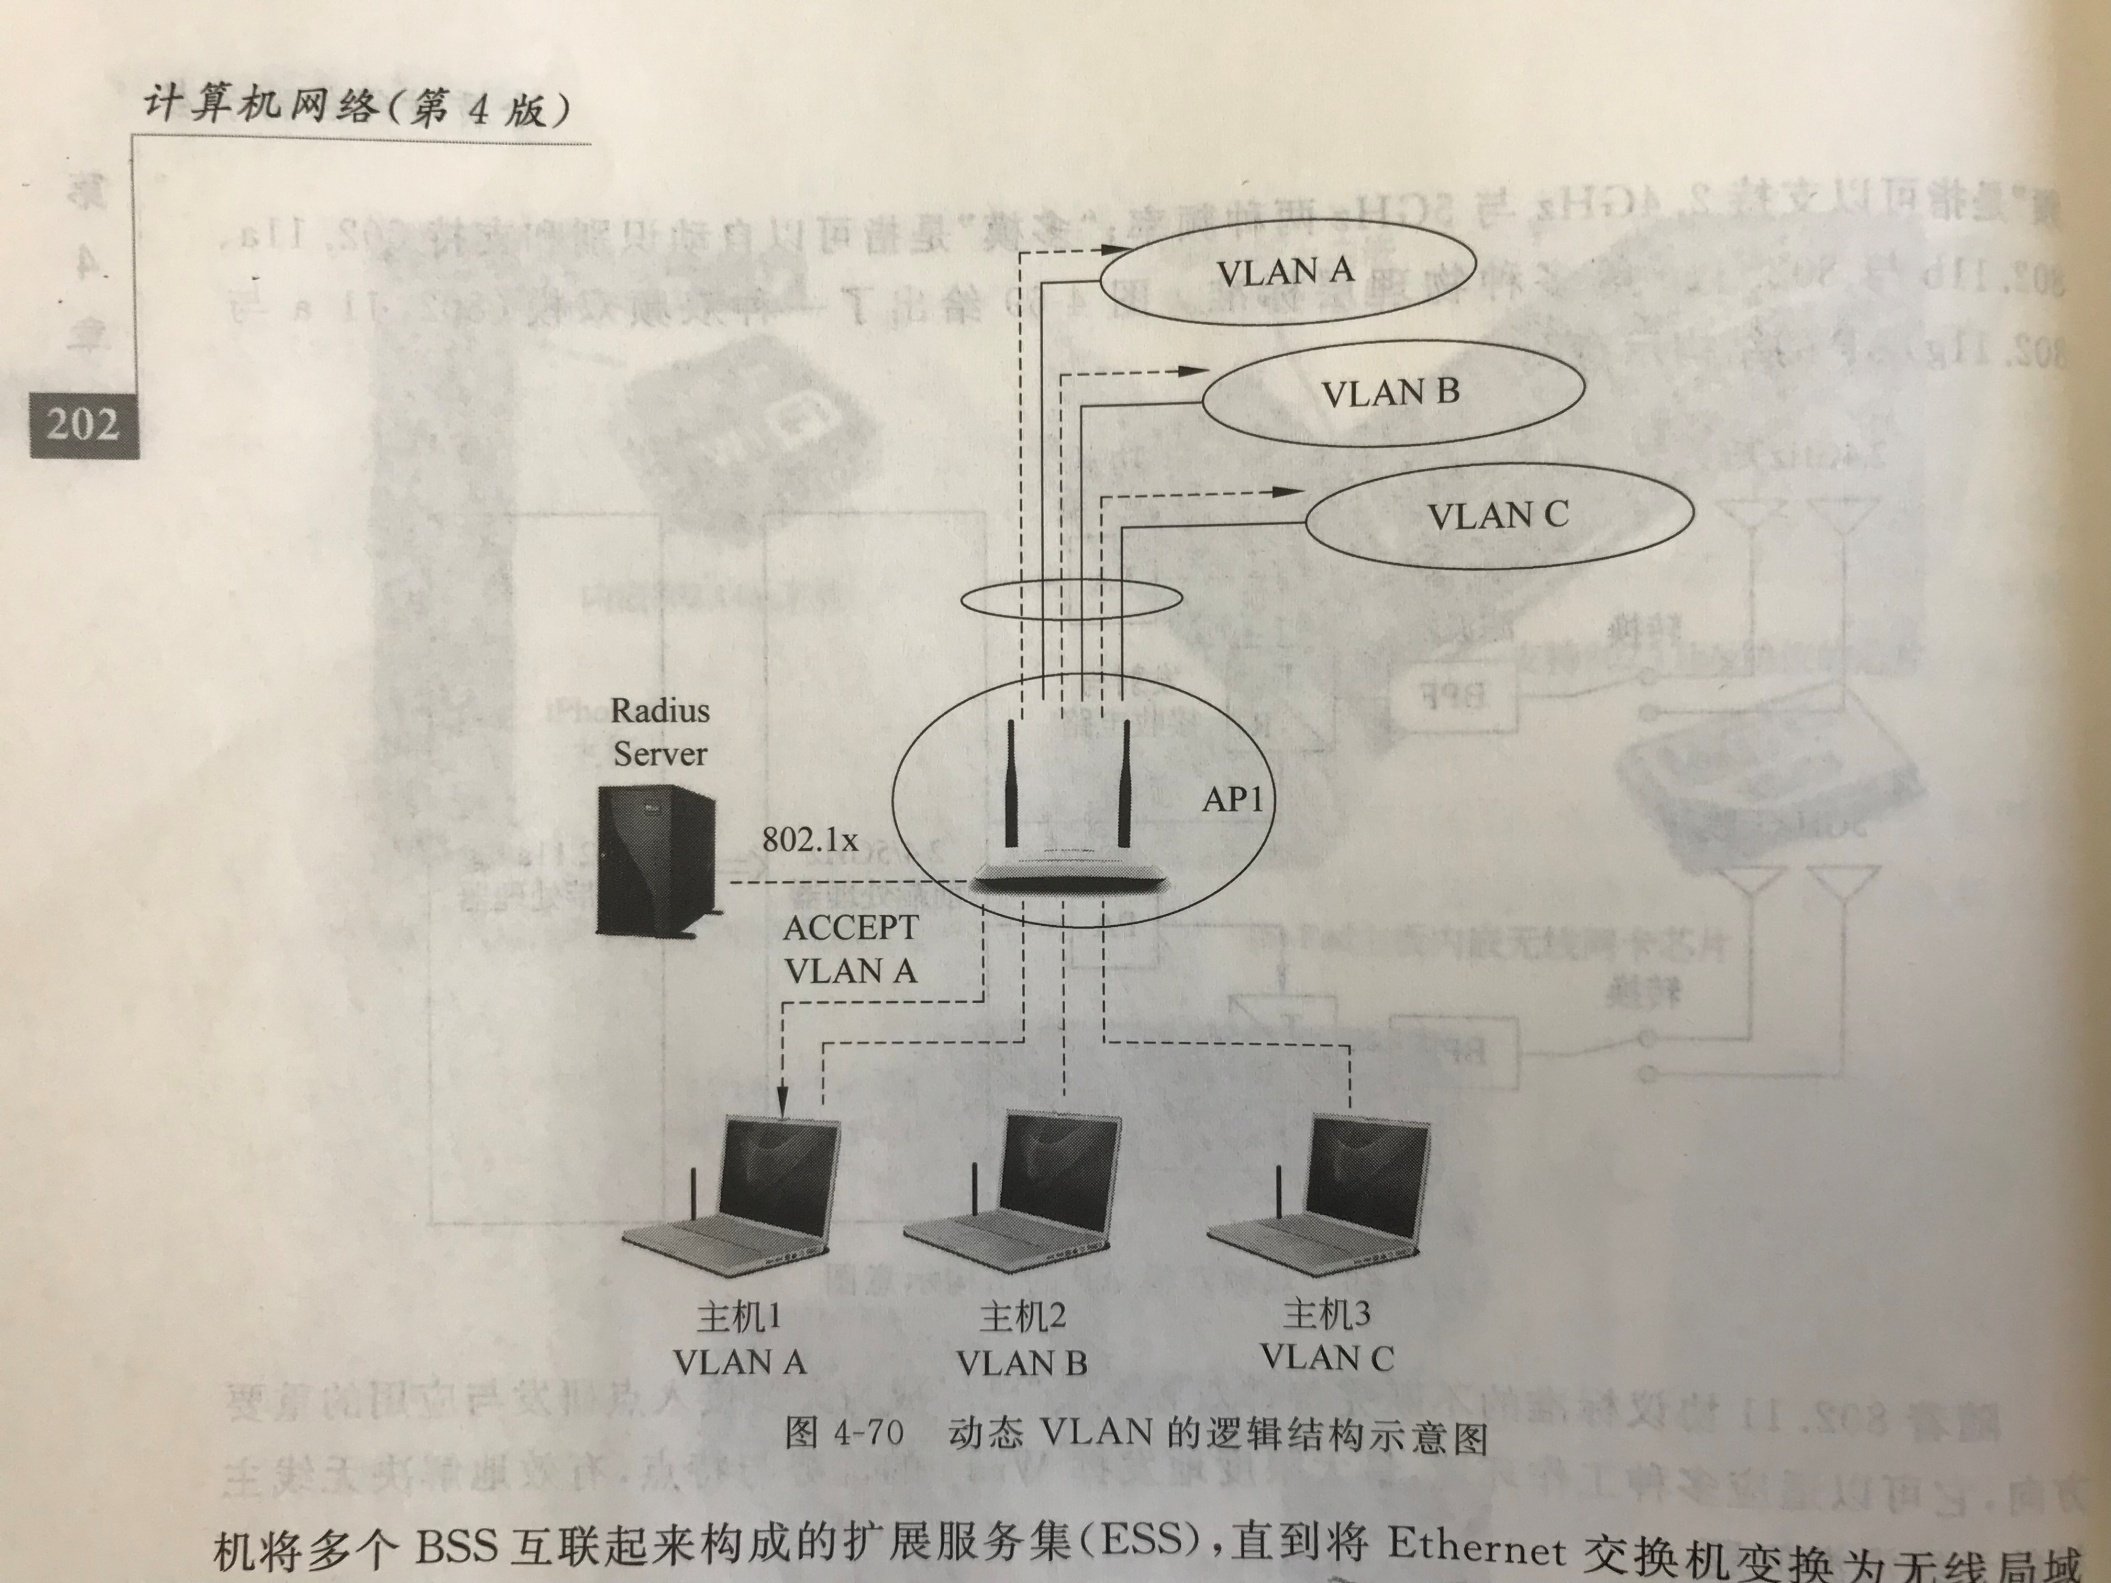 计算机网络(第 4 版)
第
4
章
202
VLAN A
VLAN B
VLAN C
Radius
Server
AP1
802.1x
ACCEPT
VLAN A
主机1
VLAN A
主机2
VLAN B
主机3
VLAN C
图 4-70 动态 VLAN 的逻辑结构示意图
机将多个 BSS 互联起来构成的扩展服务集(ESS),直到将 Ethernet 交换机变换为无线局域